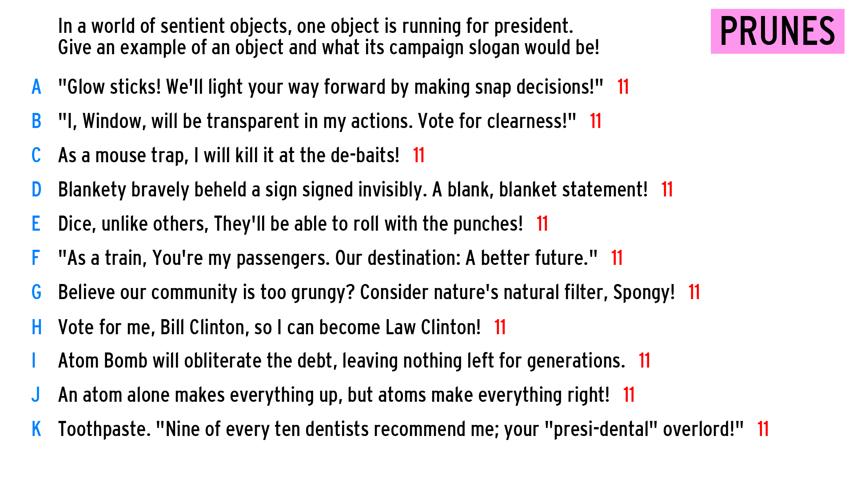 In a world of sentient objects, one object is running for president.
Give an example of an object and what its campaign slogan would be!
PRUNES
A "Glow sticks! We'll light your way forward by making snap decisions!" 11
B "I, Window, will be transparent in my actions. Vote for clearness!" 11
C As a mouse trap, I will kill it at the de-baits! 11
D Blankety bravely beheld a sign signed invisibly. A blank, blanket statement! 11
E Dice, unlike others, They'll be able to roll with the punches! 11
F "As a train, You're my passengers. Our destination: A better future." 11
G Believe our community is too grungy? Consider nature's natural filter, Spongy! 11
H Vote for me, Bill Clinton, so I can become Law Clinton! 11
I Atom Bomb will obliterate the debt, leaving nothing left for generations. 11
J An atom alone makes everything up, but atoms make everything right! 11
K Toothpaste. "Nine of every ten dentists recommend me; your "presi-dental" overlord!" 11